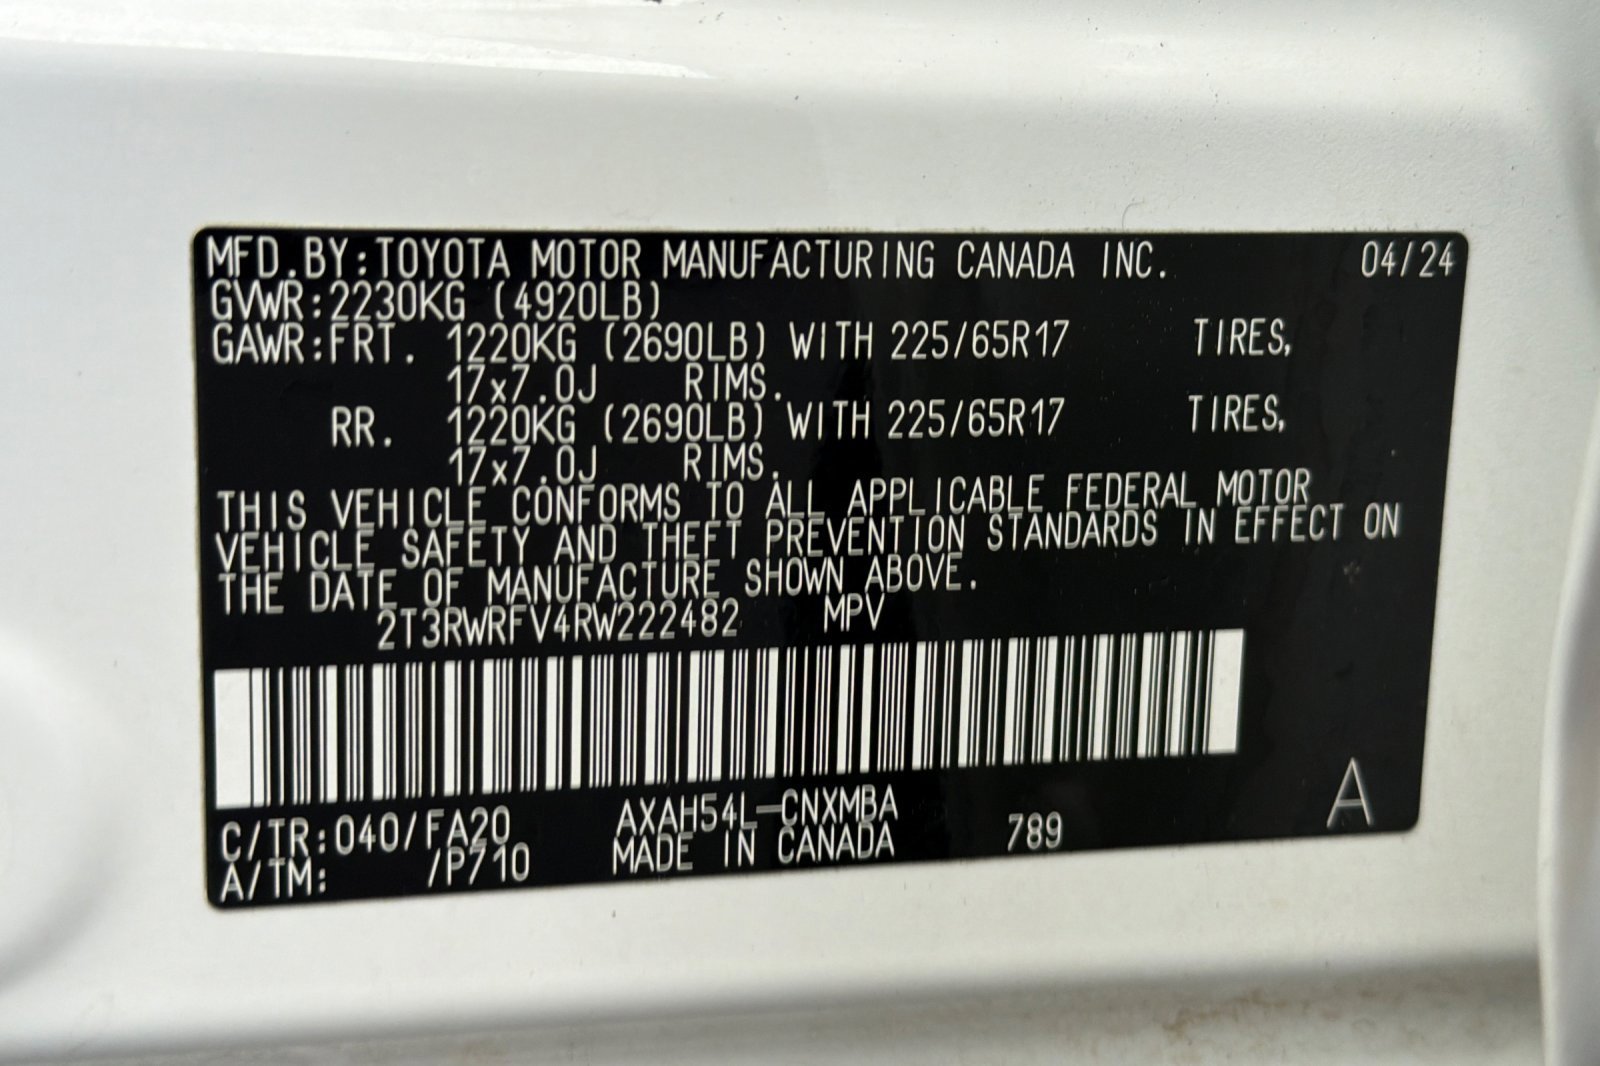 MFD.BY:TOYOTA MOTOR MANUFACTURING CANADA INC. 04/24
GVWR:2230KG (4920LB)
GAWR:FRT. 1220KG (2690LB) WITH 225/65R17 TIRES,
17x7.0J RIMS.
RR. 1220KG (2690LB) WITH 225/65R17 TIRES,
17x7.0J RIMS.
THIS VEHICLE CONFORMS TO ALL APPLICABLE FEDERAL MOTOR
VEHICLE SAFETY AND THEFT PREVENTION STANDARDS IN EFFECT ON
THE DATE OF MANUFACTURE SHOWN ABOVE.
2T3RWRFV4RW222482 MPV
C/TR:040/FA20 AXAH54L-CNXMBA 789 A
A/TM: /P710 MADE IN CANADA